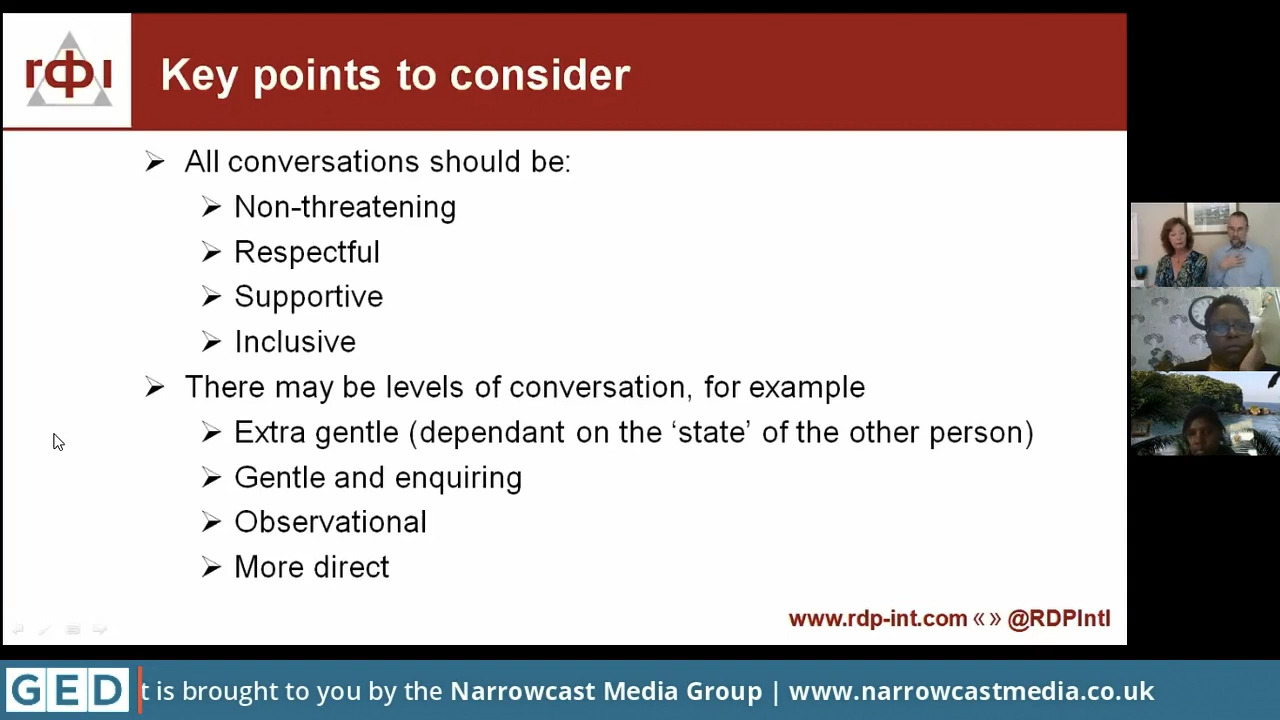 rφı
Key points to consider
All conversations should be:
Non-threatening
Respectful
Supportive
Inclusive
There may be levels of conversation, for example
Extra gentle (dependant on the ‘state’ of the other person)
Gentle and enquiring
Observational
More direct
www.rdp-int.com «» @RDPIntl
GED
t is brought to you by the Narrowcast Media Group | www.narrowcastmedia.co.uk